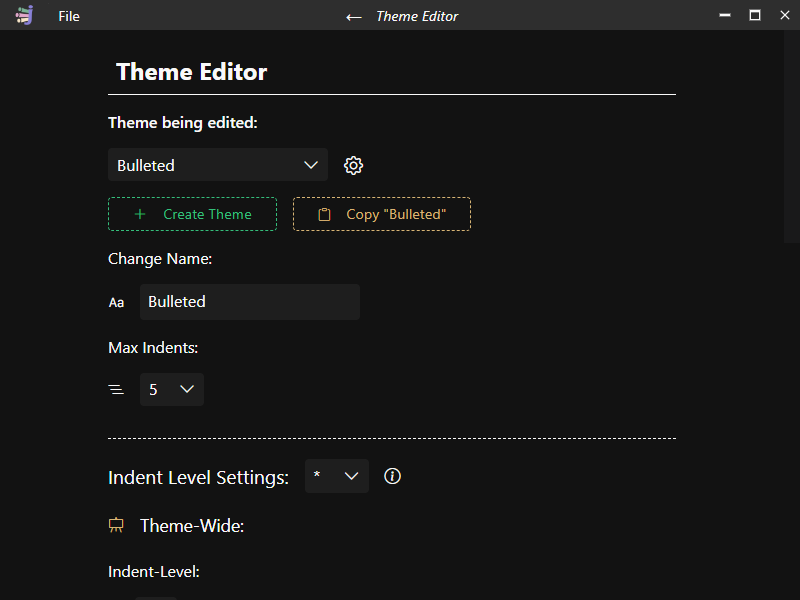 File
Theme Editor
Theme Editor
Theme being edited:
Bulleted
Create Theme
Copy "Bulleted"
Change Name:
Aa
Bulleted
Max Indents:
5
Indent Level Settings:
*
Theme-Wide:
Indent-Level: